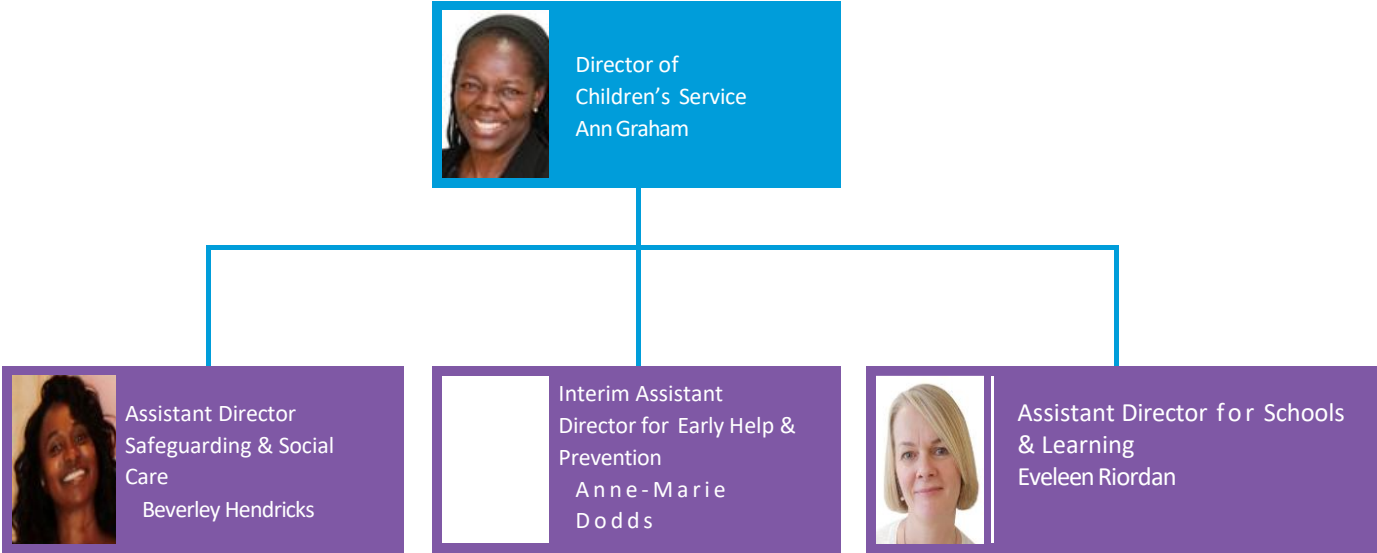 Director of
Children’s Service
Ann Graham
Assistant Director
Safeguarding & Social
Care
Beverley Hendricks
Interim Assistant
Director for Early Help &
Prevention
Anne-Marie
Dodds
Assistant Director for Schools
& Learning
Eveleen Riordan